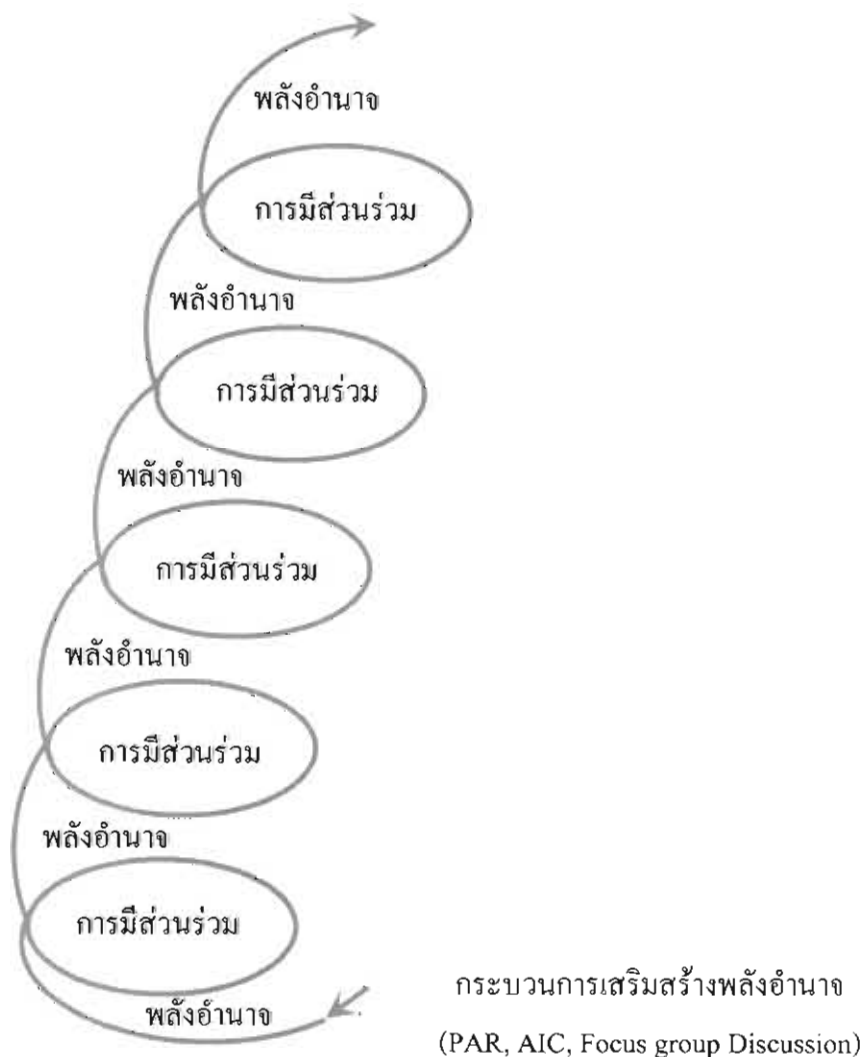 พลังอำนาจ
การมีส่วนร่วม
พลังอำนาจ
การมีส่วนร่วม
พลังอำนาจ
การมีส่วนร่วม
พลังอำนาจ
การมีส่วนร่วม
พลังอำนาจ
การมีส่วนร่วม
พลังอำนาจ
กระบวนการเสริมสร้างพลังอำนาจ
(PAR, AIC, Focus group Discussion)